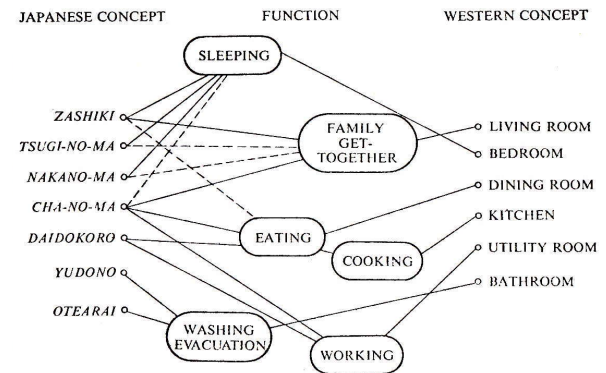 JAPANESE CONCEPT
FUNCTION
WESTERN CONCEPT
SLEEPING
ZASHIKI
TSUGI-NO-MA
NAKANO-MA
CHA-NO-MA
DAIDOKORO
YUDONO
OTEARAI
FAMILY
GET-
TOGETHER
EATING
COOKING
WASHING
EVACUATION
WORKING
LIVING ROOM
BEDROOM
DINING ROOM
KITCHEN
UTILITY ROOM
BATHROOM